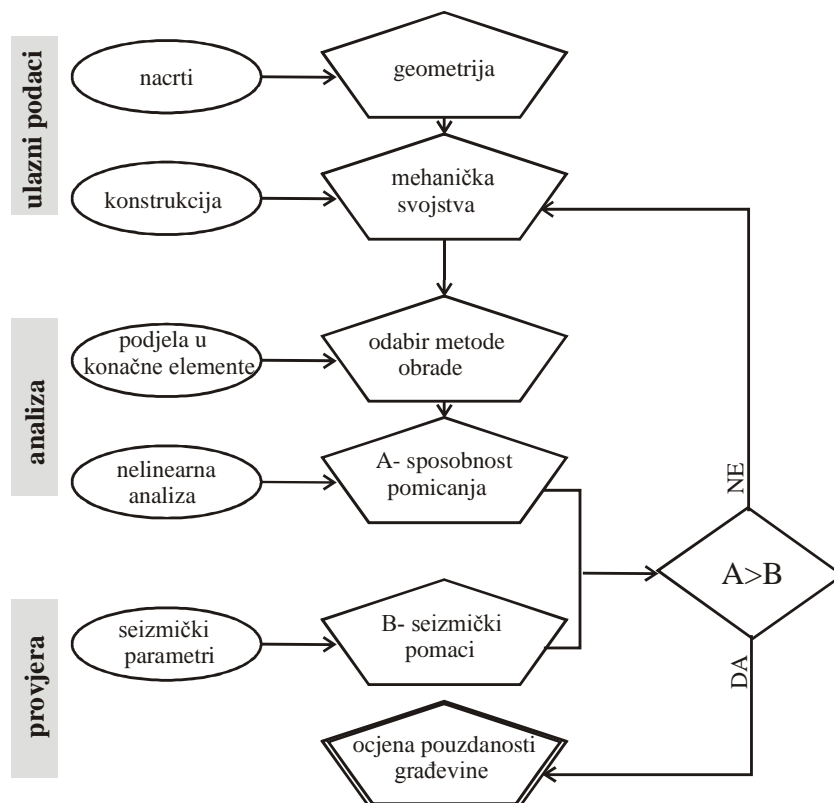 ulazni podaci
nacrti
geometrija
konstrukcija
mehanička
svojstva
analiza
podjela u
konačne elemente
odabir metode
obrade
nelinearna
analiza
A- sposobnost
pomicanja
NE
A>B
DA
provjera
seizmički
parametri
B- seizmički
pomaci
ocjena pouzdanosti
građevine